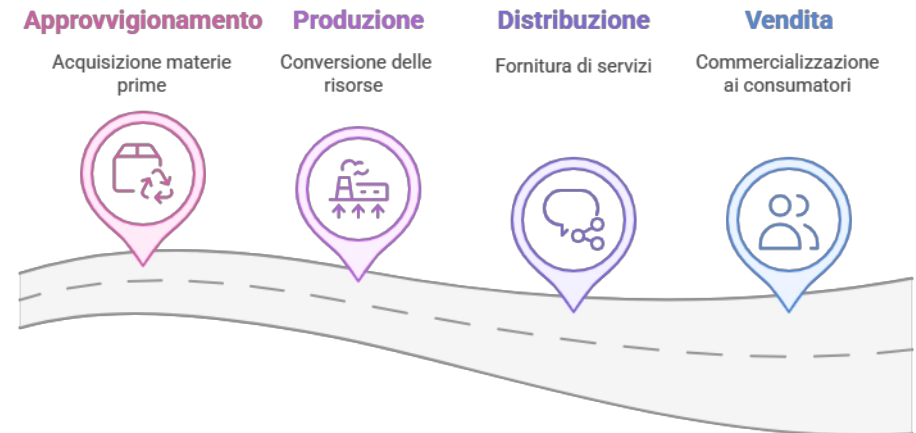 Approvvigionamento
Acquisizione materie
prime
Produzione
Conversione delle
risorse
Distribuzione
Fornitura di servizi
Vendita
Commercializzazione
ai consumatori